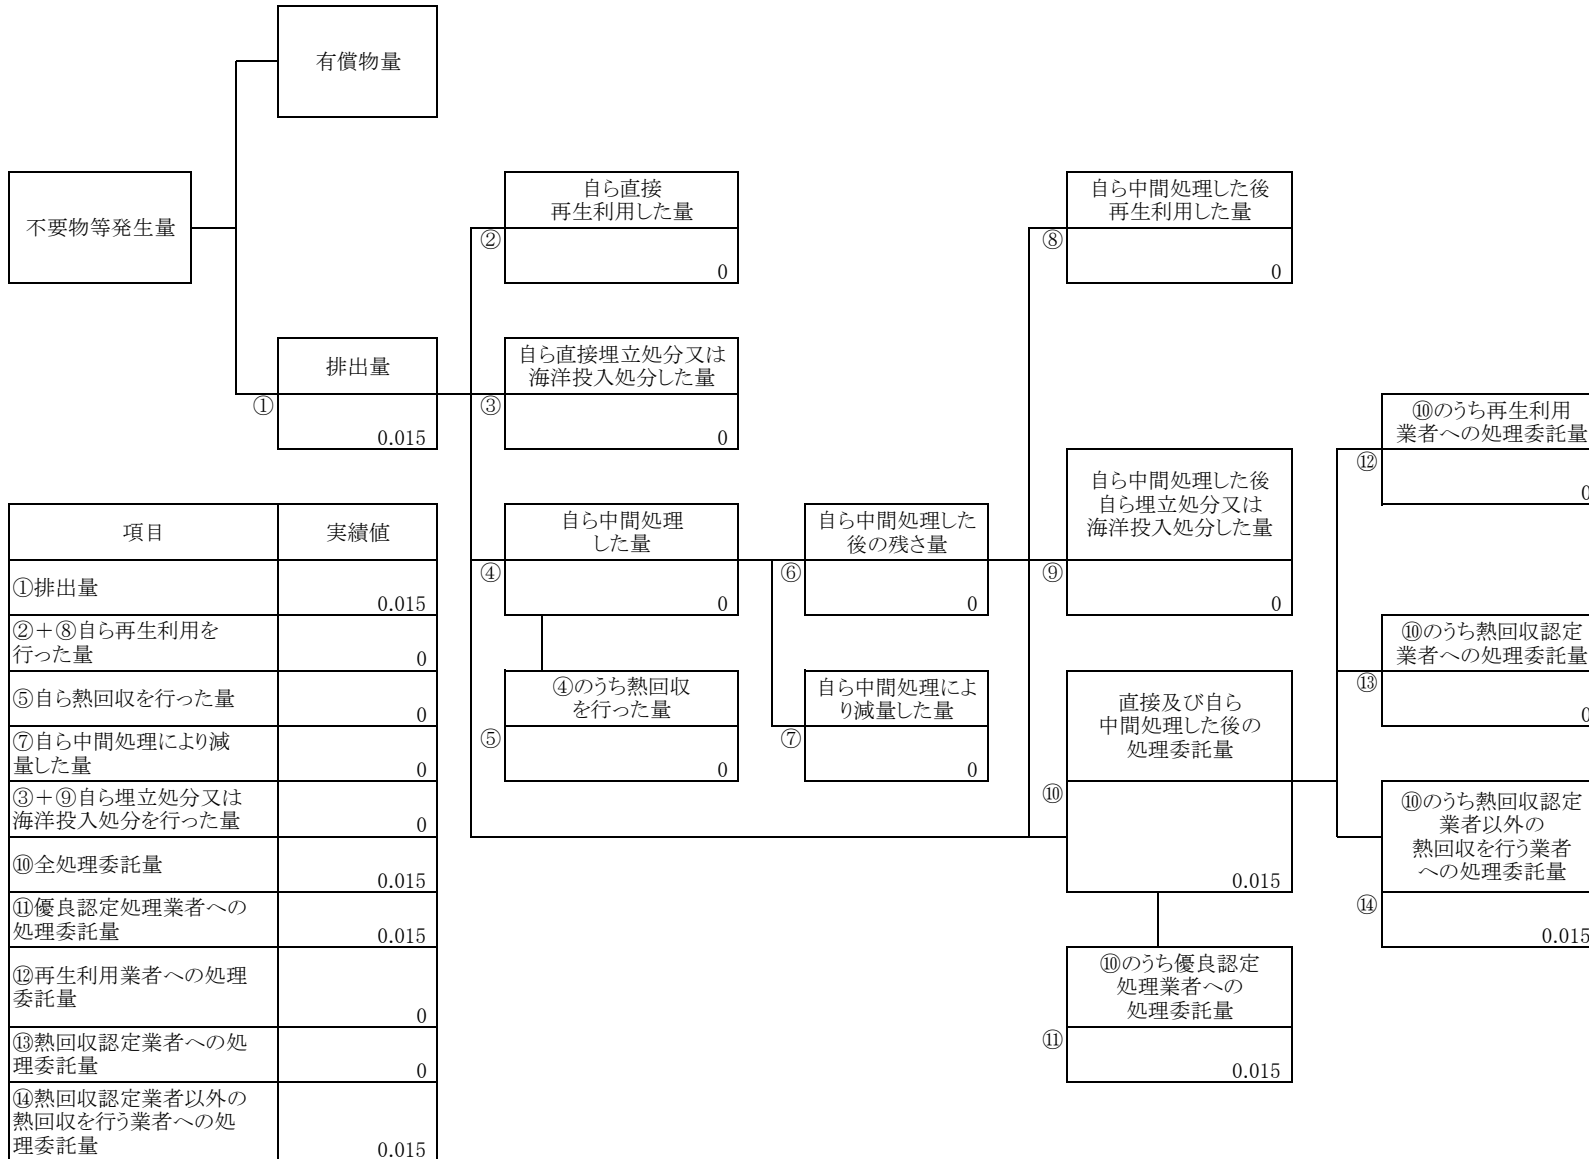 有償物量
不要物等発生量
自ら直接
再生利用した量
②
0
自ら中間処理した後
再生利用した量
⑧
0
排出量
①
0.015
自ら直接埋立処分又は
海洋投入処分した量
③
0
⑩のうち再生利用
業者への処理委託量
⑫
0
自ら中間処理した後
自ら埋立処分又は
海洋投入処分した量
⑨
0
自ら中間処理
した量
④
0
自ら中間処理した
後の残さ量
⑥
0
⑩のうち熱回収認定
業者への処理委託量
⑬
0
④のうち熱回収
を行った量
⑤
0
自ら中間処理によ
り減量した量
⑦
0
直接及び自ら
中間処理した後の
処理委託量
⑩
0.015
⑩のうち熱回収認定
業者以外の
熱回収を行う業者
への処理委託量
⑭
0.015
⑩のうち優良認定
処理業者への
処理委託量
⑪
0.015
項目 実績値
①排出量
0.015
②＋⑧自ら再生利用を
行った量 0
⑤自ら熱回収を行った量
0
⑦自ら中間処理により減
量した量 0
③＋⑨自ら埋立処分又は
海洋投入処分を行った量 0
⑩全処理委託量
0.015
⑪優良認定処理業者への
処理委託量 0.015
⑫再生利用業者への処理
委託量
0
⑬熱回収認定業者への処
理委託量 0
⑭熱回収認定業者以外の
熱回収を行う業者への処
理委託量 0.015